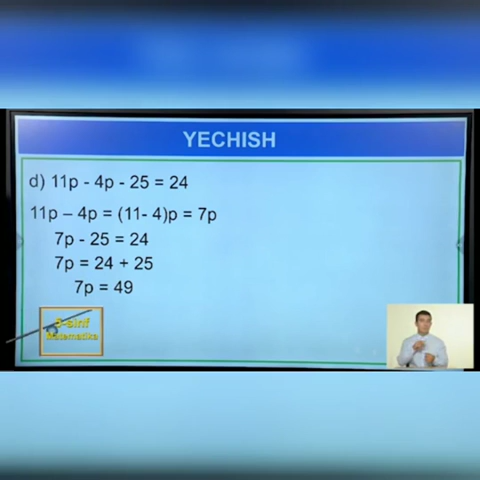 YECHISH
d) 11p - 4p - 25 = 24
11p – 4p = (11- 4)p = 7p
7p - 25 = 24
7p = 24 + 25
7p = 49
5-sinf
Matematika